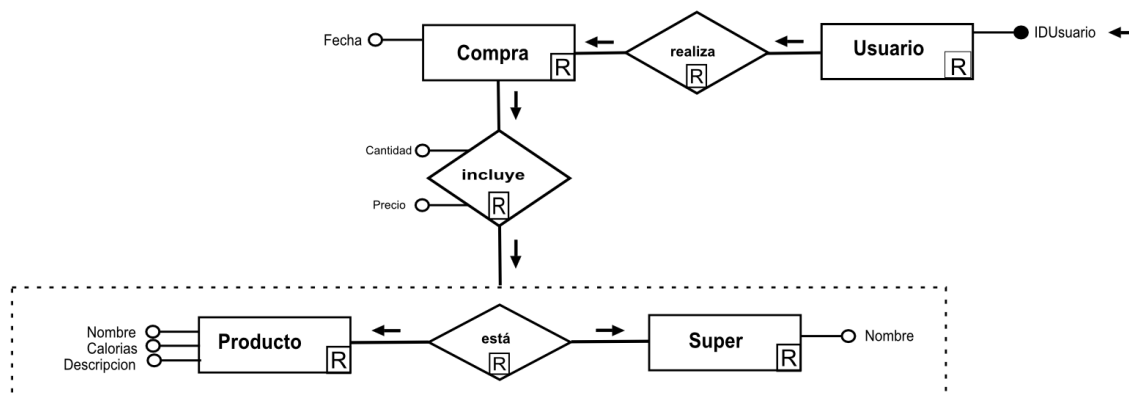 Fecha
Compra
R
realiza
R
Usuario
R
IDUsuario
Cantidad
incluye
Precio
R
Nombre
Calorias
Descripcion
Producto
R
está
R
Super
R
Nombre